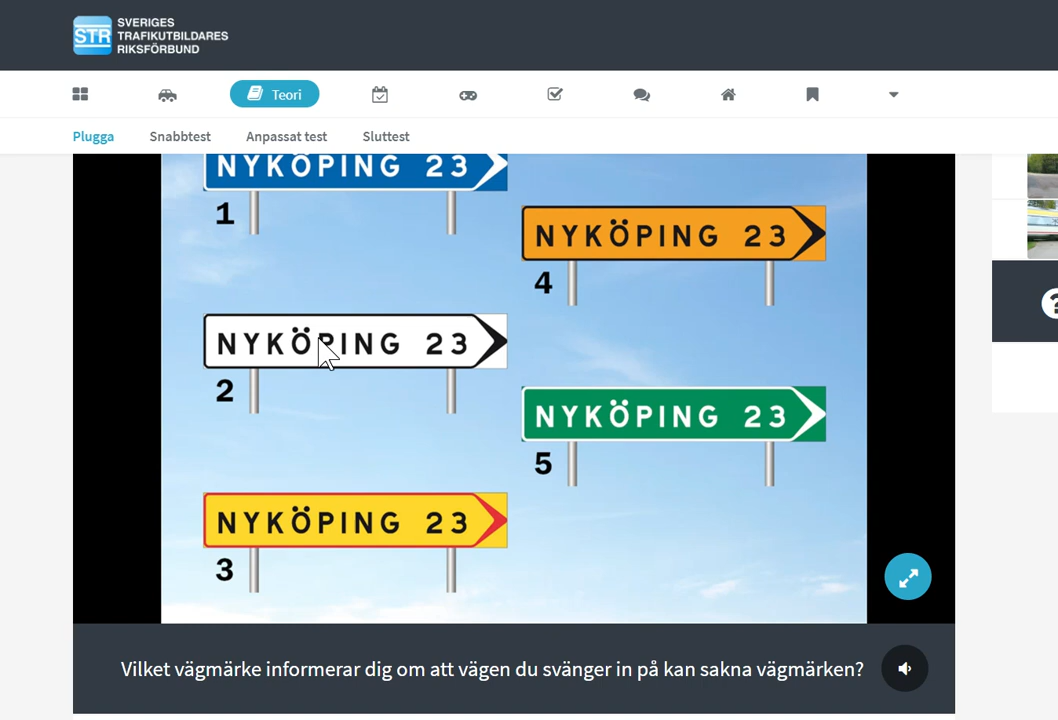 SVERIGES
TRAFIKUTBILDARES
RIKSFÖRBUND
STR
Teori
Plugga Snabbtest Anpassat test Sluttest
NYKÖPING 23
1
NYKÖPING 23
4
NYKÖPING 23
2
NYKÖPING 23
5
NYKÖPING 23
3
?
Vilket vägmärke informerar dig om att vägen du svänger in på kan sakna vägmärken?